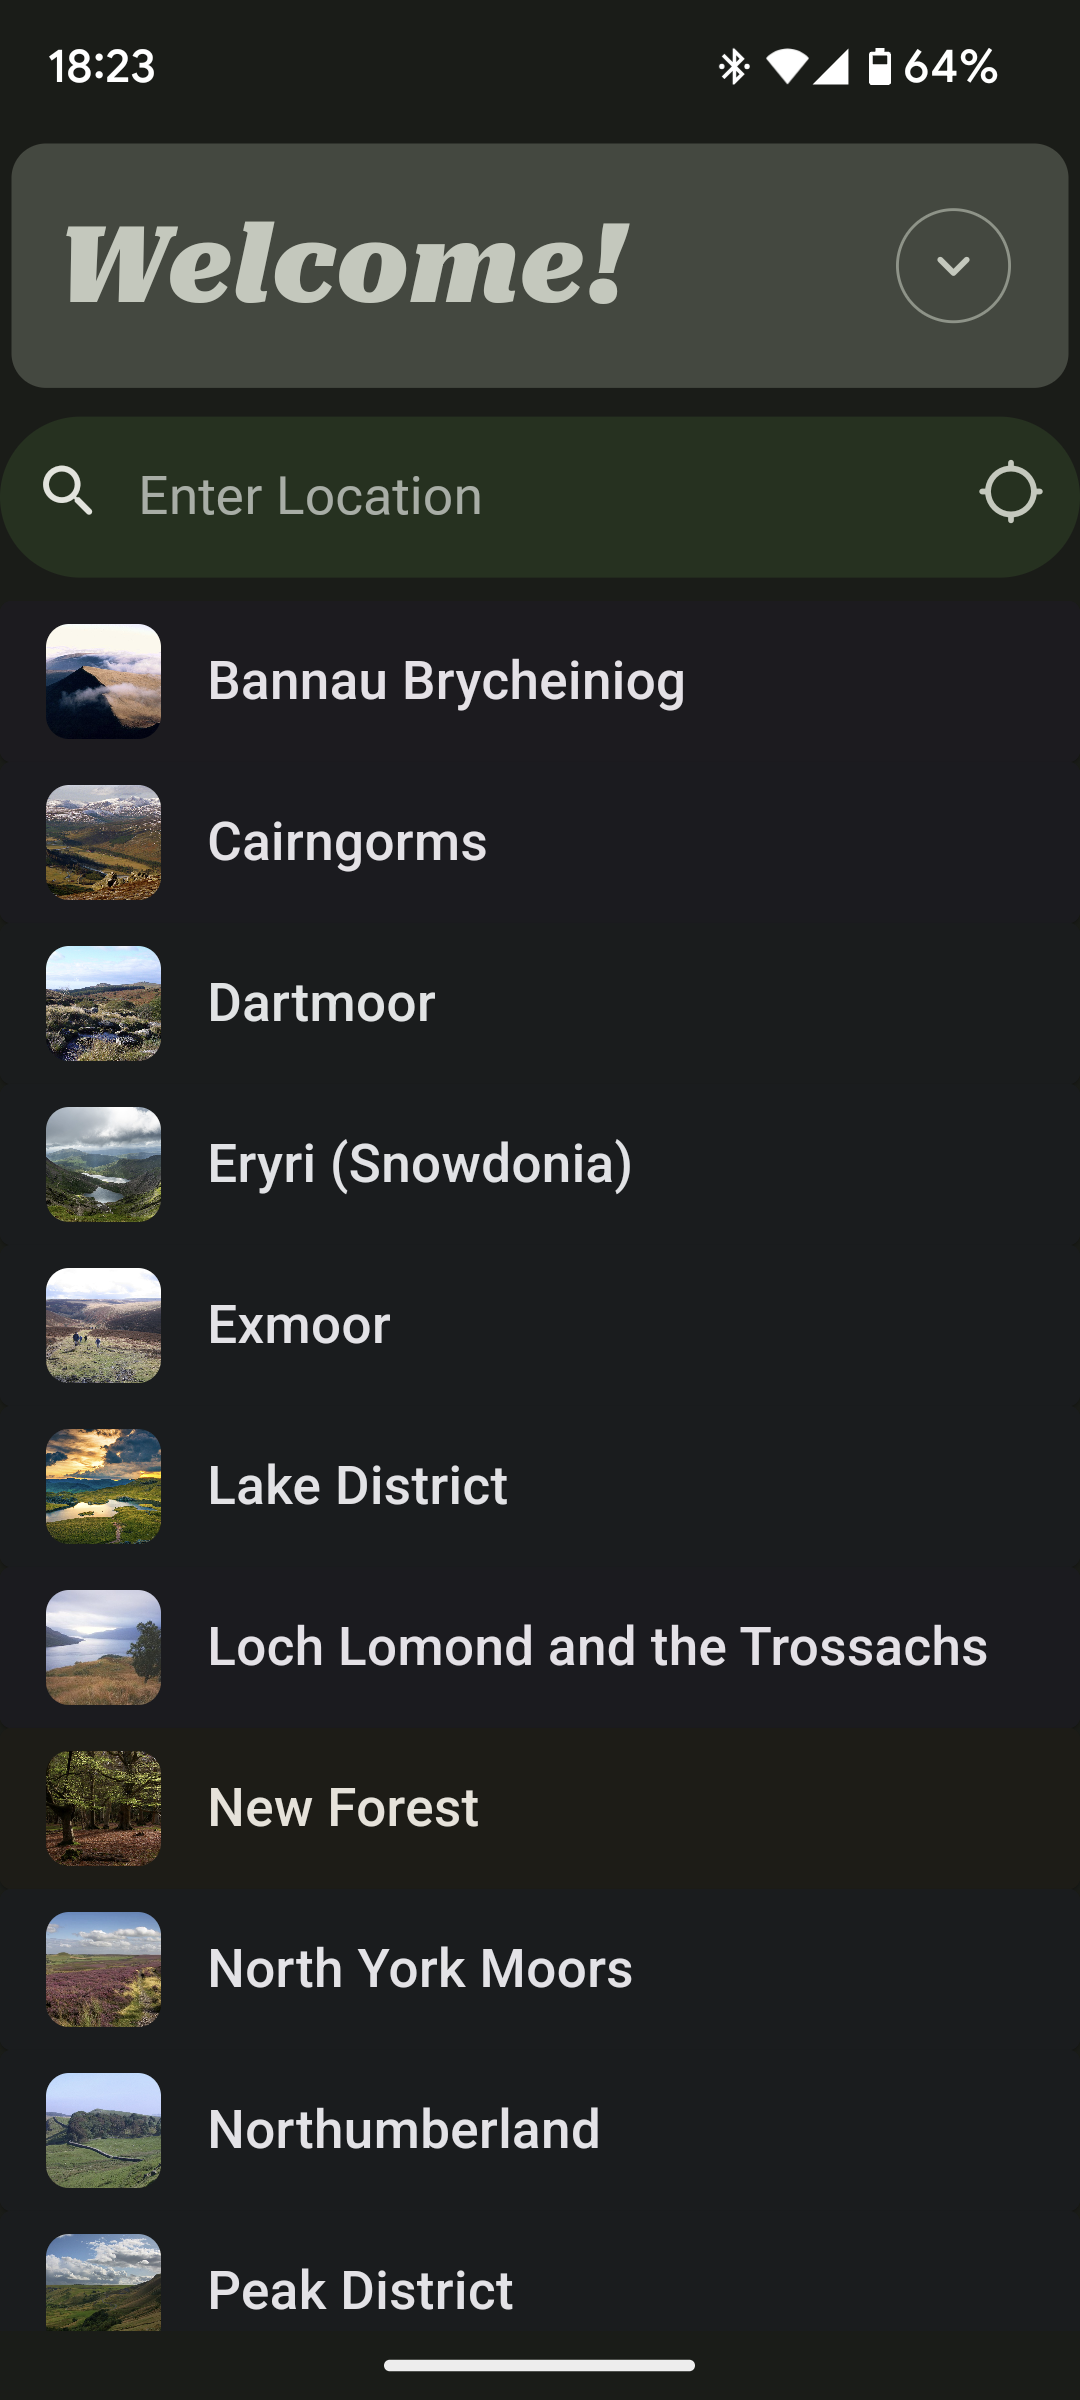 18:23
64%
Welcome!
Enter Location
Bannau Brycheiniog
Cairngorms
Dartmoor
Eryri (Snowdonia)
Exmoor
Lake District
Loch Lomond and the Trossachs
New Forest
North York Moors
Northumberland
Peak District